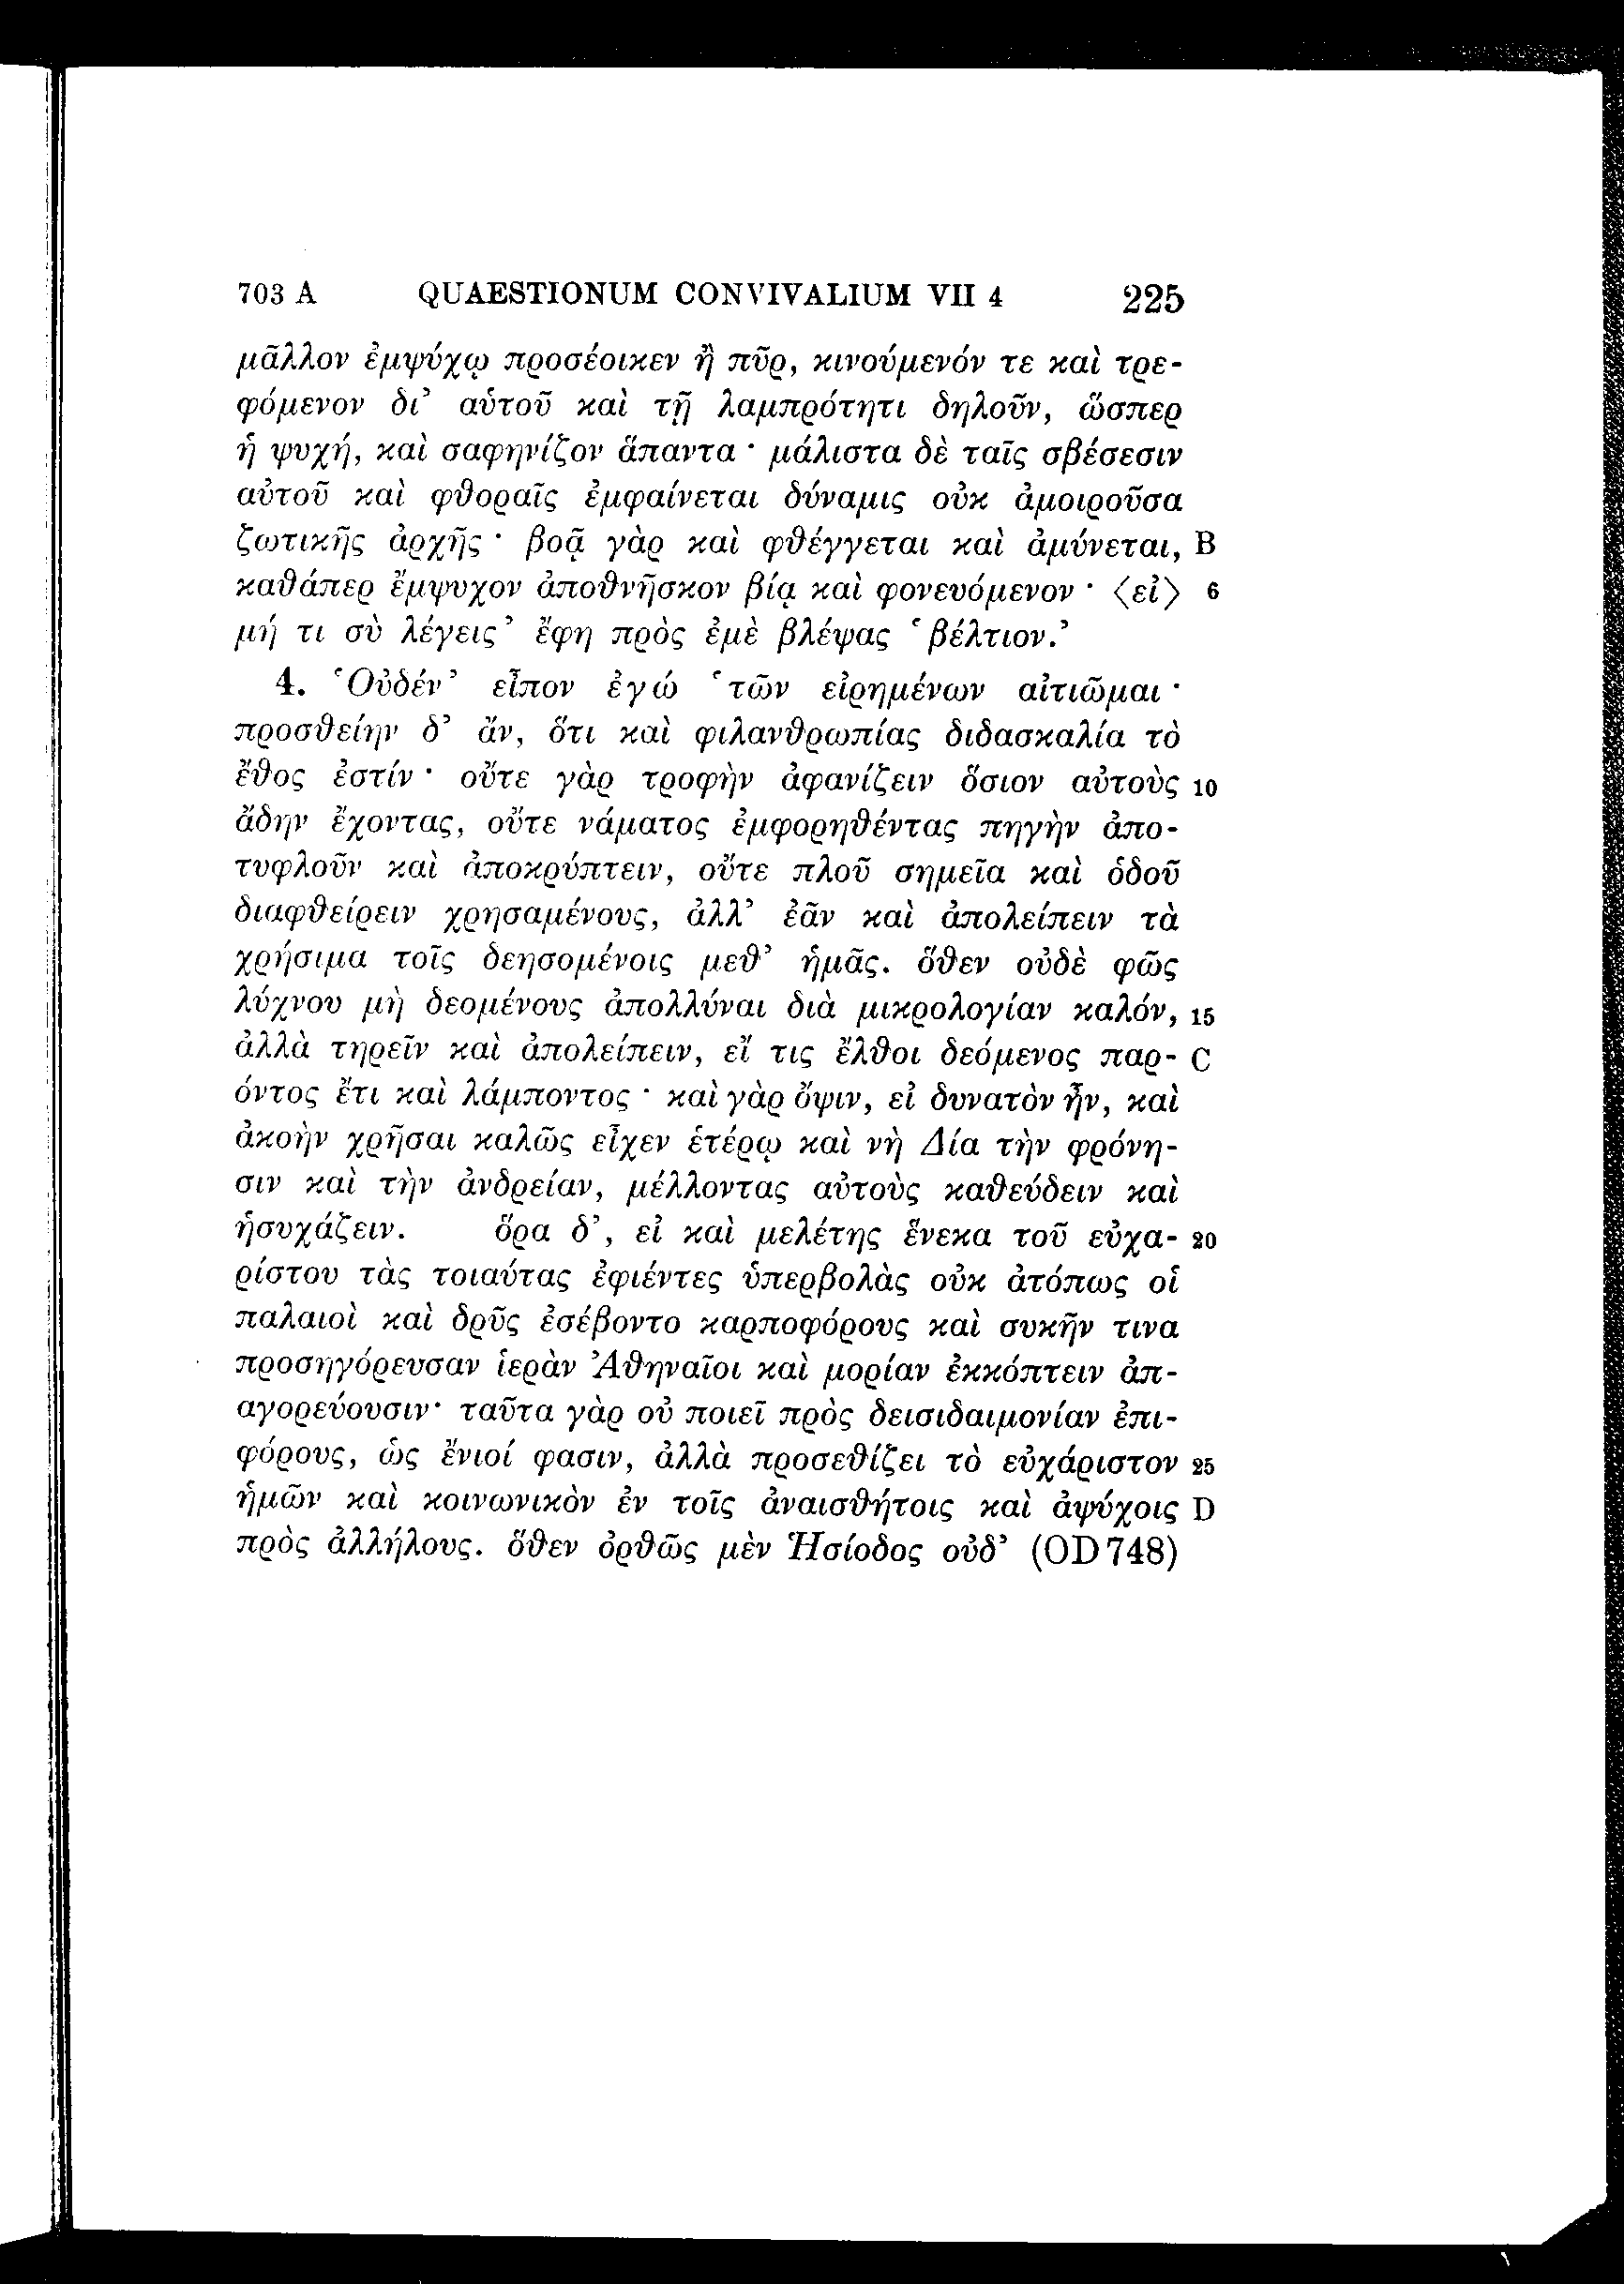 703 A QUAESTIONUM CONVIVALIUM VII 4 225
μᾶλλον ἐμψύχῳ προσέοικεν ἢ πῦρ, κινούμενόν τε καὶ τρε-
φόμενον δι’ αὑτοῦ καὶ τῇ λαμπρότητι δηλοῦν, ὥσπερ
ἡ ψυχή, καὶ σαφηνίζον ἅπαντα · μάλιστα δὲ ταῖς σβέσεσιν
αὐτοῦ καὶ φθοραῖς ἐμφαίνεται δύναμις οὐκ ἀμοιροῦσα
ζωτικῆς ἀρχῆς · βοᾷ γὰρ καὶ φθέγγεται καὶ ἀμύνεται, B
καθάπερ ἔμψυχον ἀποθνῆσκον βίᾳ καὶ φονευόμενον · 〈εἰ〉 6
μή τι σὺ λέγεις’ ἔφη πρὸς ἐμὲ βλέψας ‘βέλτιον.’
4. ‘Οὐδέν’ εἶπον ἐγώ ‘τῶν εἰρημένων αἰτιῶμαι ·
προσθείην δ’ ἄν, ὅτι καὶ φιλανθρωπίας διδασκαλία τὸ
ἔθος ἐστίν · οὔτε γὰρ τροφὴν ἀφανίζειν ὅσιον αὐτοὺς 10
ἄδην ἔχοντας, οὔτε νάματος ἐμφορηθέντας πηγὴν ἀπο-
τυφλοῦν καὶ ἀποκρύπτειν, οὔτε πλοῦ σημεῖα καὶ ὁδοῦ
διαφθείρειν χρησαμένους, ἀλλ’ ἐᾶν καὶ ἀπολείπειν τὰ
χρήσιμα τοῖς δεησομένοις μεθ’ ἡμᾶς. ὅθεν οὐδὲ φῶς
λύχνου μὴ δεομένους ἀπολλύναι διὰ μικρολογίαν καλόν, 15
ἀλλὰ τηρεῖν καὶ ἀπολείπειν, εἴ τις ἔλθοι δεόμενος παρ- C
όντος ἔτι καὶ λάμποντος · καὶ γὰρ ὄψιν, εἰ δυνατὸν ἦν, καὶ
ἀκοὴν χρῆσαι καλῶς εἶχεν ἑτέρῳ καὶ νὴ Δία τὴν φρόνη-
σιν καὶ τὴν ἀνδρείαν, μέλλοντας αὐτοὺς καθεύδειν καὶ
ἡσυχάζειν. ὅρα δ’, εἰ καὶ μελέτης ἕνεκα τοῦ εὐχα- 20
ρίστου τὰς τοιαύτας ἐφιέντες ὑπερβολὰς οὐκ ἀτόπως οἱ
παλαιοὶ καὶ δρῦς ἐσέβοντο καρποφόρους καὶ συκῆν τινα
προσηγόρευσαν ἱερὰν Ἀθηναῖοι καὶ μορίαν ἐκκόπτειν ἀπ-
αγορεύουσιν· ταῦτα γὰρ οὐ ποιεῖ πρὸς δεισιδαιμονίαν ἐπι-
φόρους, ὡς ἔνιοί φασιν, ἀλλὰ προσεθίζει τὸ εὐχάριστον 25
ἡμῶν καὶ κοινωνικὸν ἐν τοῖς ἀναισθήτοις καὶ ἀψύχοις D
πρὸς ἀλλήλους. ὅθεν ὀρθῶς μὲν Ἡσίοδος οὐδ’ (OD 748)